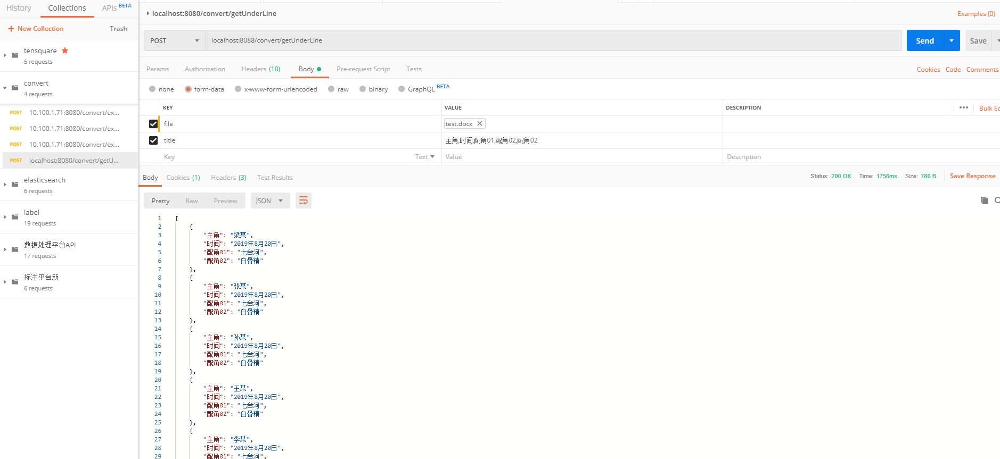 History Collections APIs BETA
+ New Collection Trash
tensquare
5 requests
convert
4 requests
POST 10.100.1.71:8080/convert/ex...
POST 10.100.1.71:8080/convert/ex...
POST 10.100.1.71:8080/convert/ex...
POST localhost:8080/convert/getU...
elasticsearch
6 requests
label
19 requests
数据处理平台API
17 requests
标注平台新
6 requests
localhost:8080/convert/getUnderLine Examples (0)
POST localhost:8088/convert/getUnderLine Send Save
Params Authorization Headers (10) Body Pre-request Script Tests Cookies Code Comments
none form-data x-www-form-urlencoded raw binary GraphQL BETA
KEY VALUE DESCRIPTION ••• Bulk Ec
file test.docx
title 主角,时间,配角01,配角02,配角02
Key Text Value Description
Body Cookies (1) Headers (3) Test Results Status: 200 OK Time: 1756ms Size: 786 B Save Response
Pretty Raw Preview JSON
1 [
2 {
3 "主角": "梁某",
4 "时间": "2019年8月20日",
5 "配角01": "七台河",
6 "配角02": "白骨精"
7 },
8 {
9 "主角": "张某",
10 "时间": "2019年8月20日",
11 "配角01": "七台河",
12 "配角02": "白骨精"
13 },
14 {
15 "主角": "孙某",
16 "时间": "2019年8月20日",
17 "配角01": "七台河",
18 "配角02": "白骨精"
19 },
20 {
21 "主角": "王某",
22 "时间": "2019年8月20日",
23 "配角01": "七台河",
24 "配角02": "白骨精"
25 },
26 {
27 "主角": "李某",
28 "时间": "2019年8月20日",
29 "配角01": "七台河",